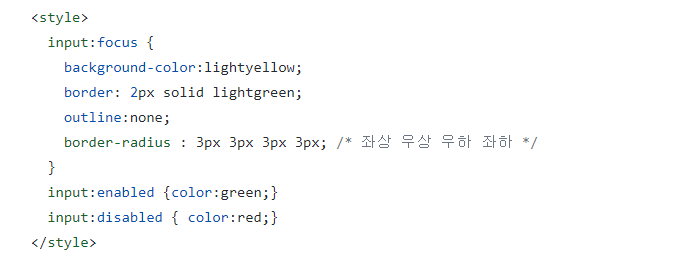 <style>
input:focus {
background-color:lightyellow;
border: 2px solid lightgreen;
outline:none;
border-radius : 3px 3px 3px 3px; /* 좌상 우상 우하 좌하 */
}
input:enabled {color:green;}
input:disabled { color:red;}
</style>